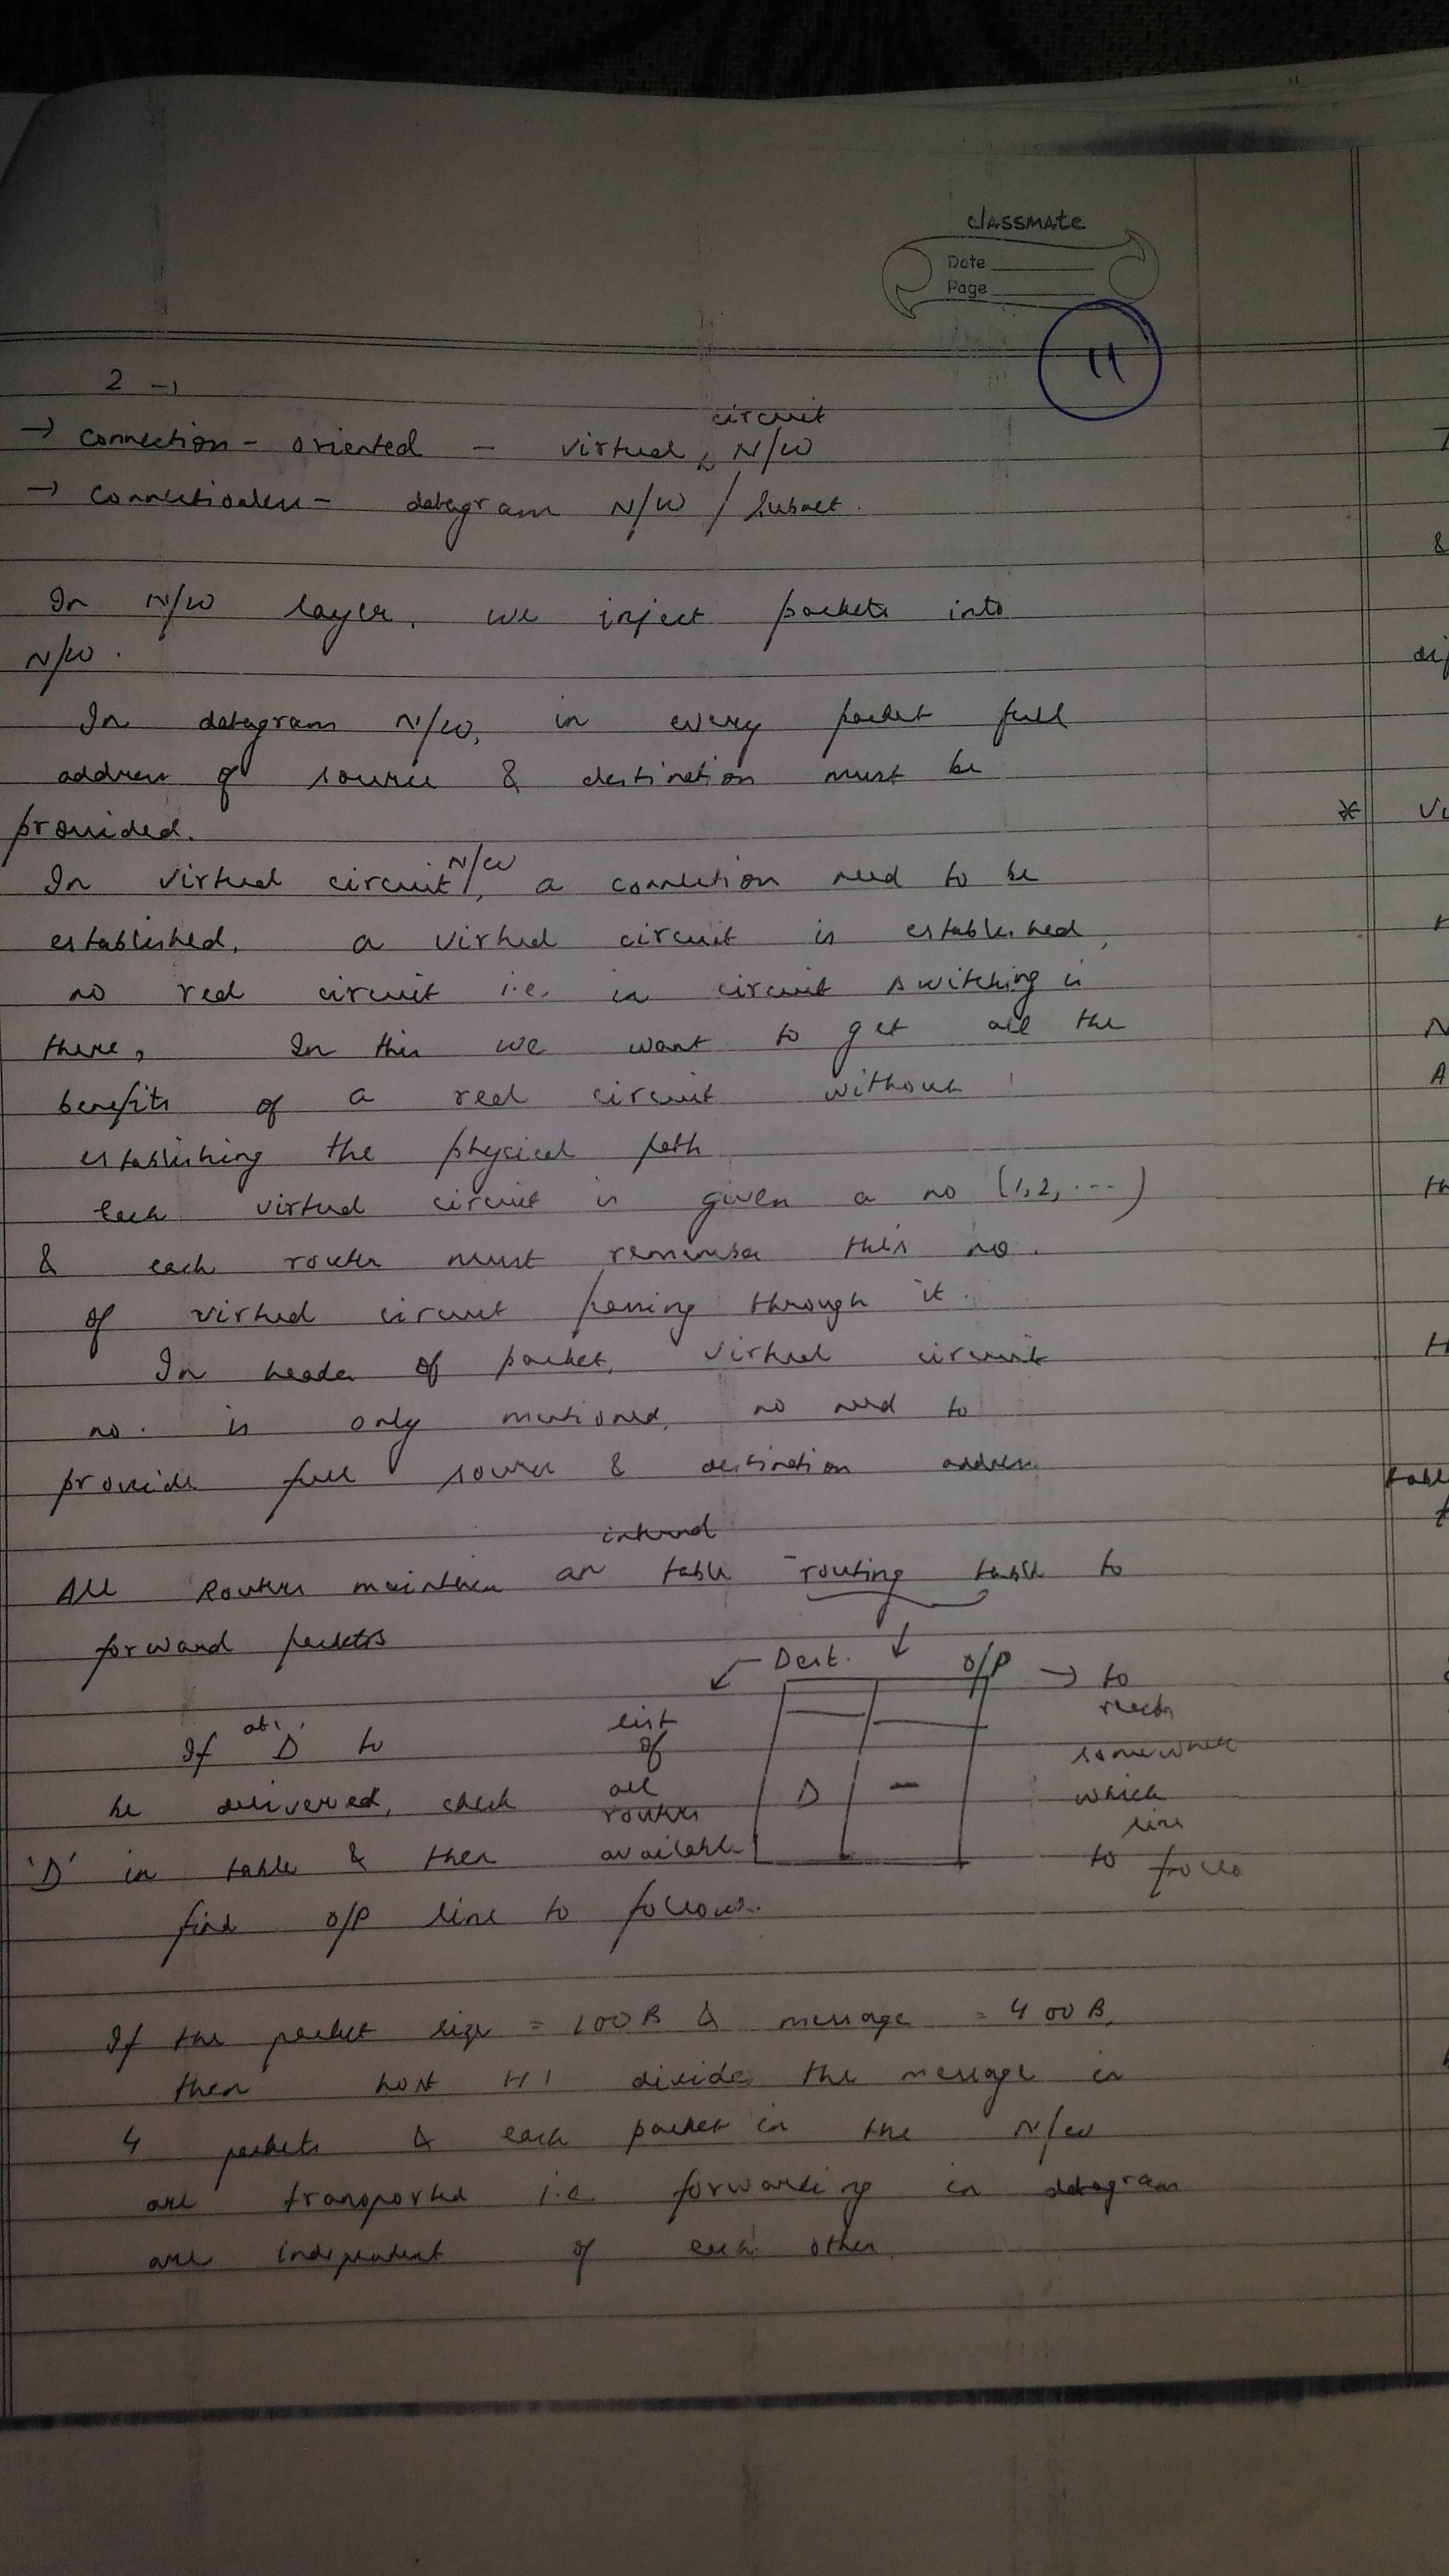 classmate
Date
Page
11
2 →
→ Connection - oriented - virtual circuit N/W
→ Connectionless - datagram N/W / Subnet.
In N/W layer, we inject packets into
N/W.
In datagram N/W, in every packet full
address of source & destination must be
provided.
In virtual circuit N/W, a connection need to be
established, a virtual circuit is established,
no real circuit i.e. in circuit switching is
there, In this we want to get all the
benefits of a real circuit without
establishing the physical path
Each virtual circuit is given a no (1,2, ...)
& each router must remember this no.
of virtual circuit passing through it.
In header of packet, virtual circuit
no. is only mentioned, no need to
provide full source & destination address
All Routers maintain an internal table routing table to
forward packets
Dest. O/P → to
reach
somewhere
which
line
to follo
list
of
all
routers
available
D -
If 'D' to
be delivered, check
'D' in table & then
find O/P line to follow.
If the packet size = 100 B & message = 400 B,
then host H1 divide the message in
4 packets & each packet in the N/W
are transported i.e. forwarding in datagram
are independent of each other.